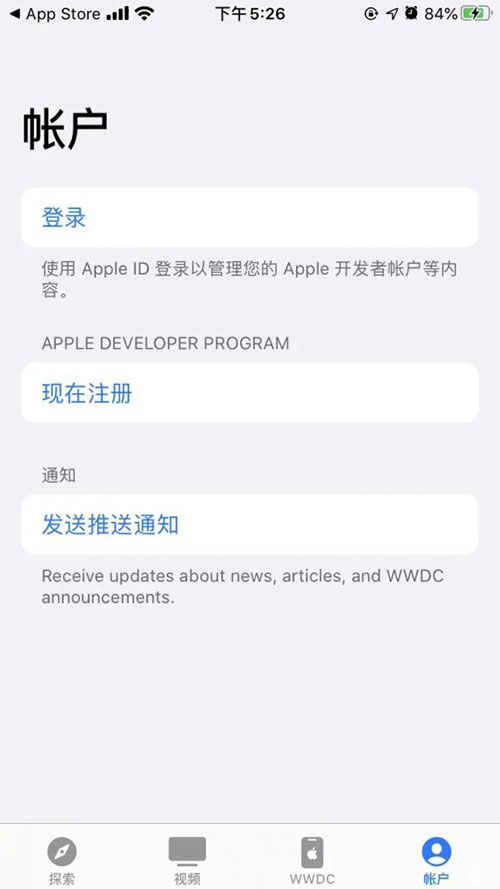 App Store 下午5:26 84%
帐户
登录
使用 Apple ID 登录以管理您的 Apple 开发者帐户等内
容。
APPLE DEVELOPER PROGRAM
现在注册
通知
发送推送通知
Receive updates about news, articles, and WWDC
announcements.
探索 视频 WWDC 帐户